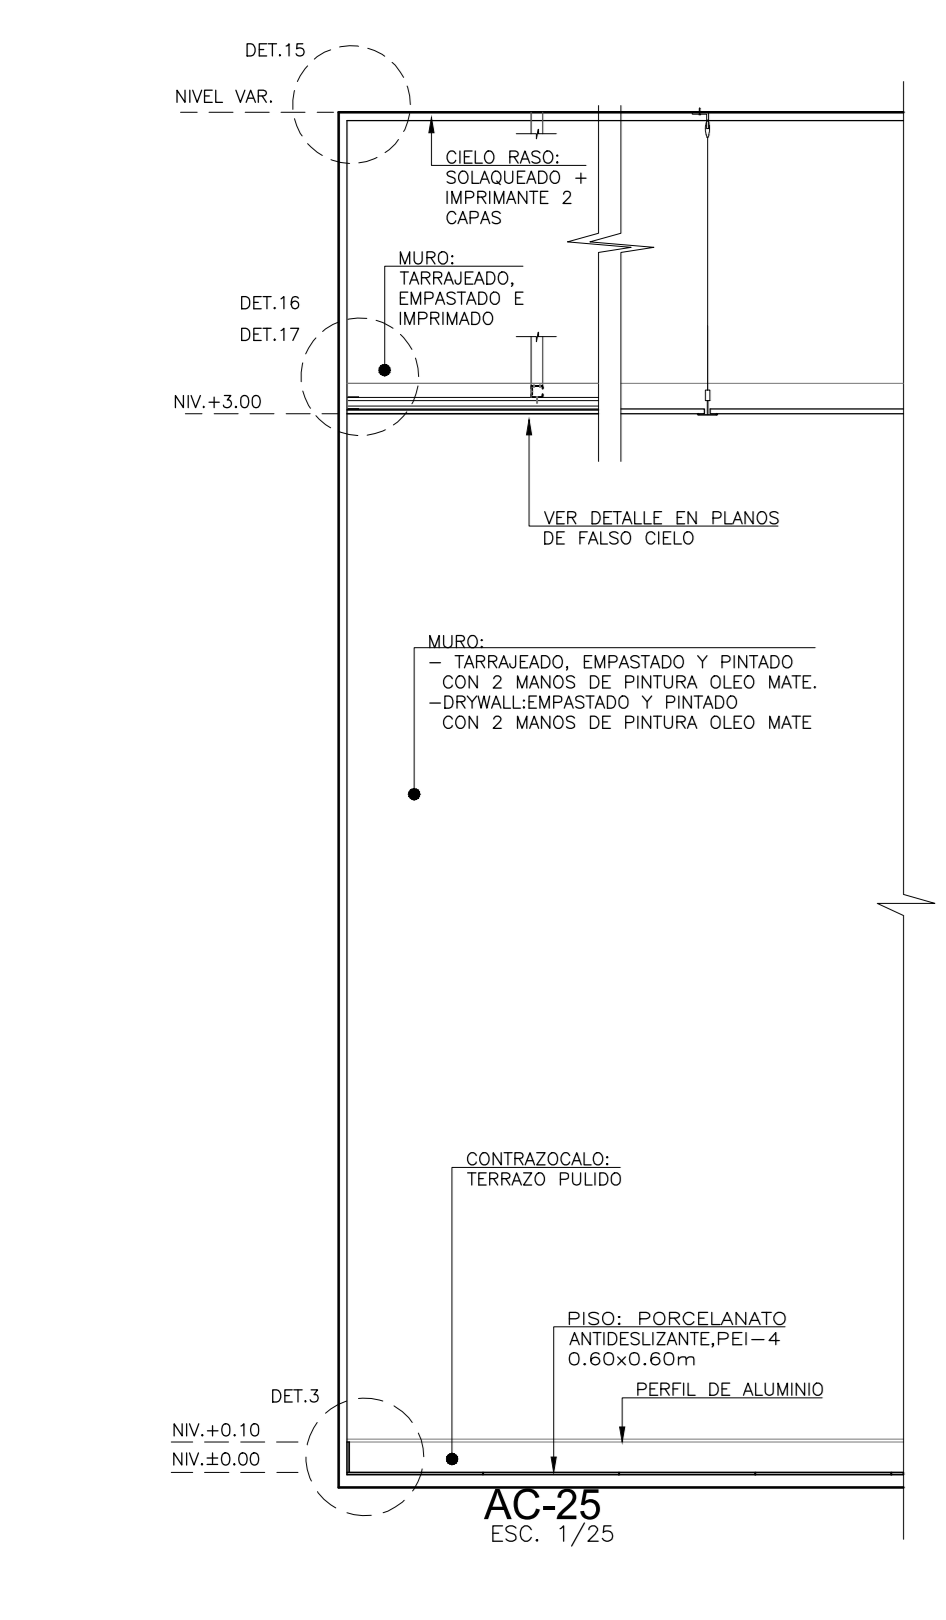 DET.15
NIVEL VAR.
CIELO RASO:
SOLAQUEADO +
IMPRIMANTE 2
CAPAS
MURO:
TARRAJEADO,
EMPASTADO E
IMPRIMADO
DET.16
DET.17
NIV.+3.00
VER DETALLE EN PLANOS
DE FALSO CIELO
MURO:
- TARRAJEADO, EMPASTADO Y PINTADO
CON 2 MANOS DE PINTURA OLEO MATE.
-DRYWALL:EMPASTADO Y PINTADO
CON 2 MANOS DE PINTURA OLEO MATE
CONTRAZOCALO:
TERRAZO PULIDO
PISO: PORCELANATO
ANTIDESLIZANTE,PEI-4
0.60x0.60m
PERFIL DE ALUMINIO
DET.3
NIV.+0.10
NIV.±0.00
AC-25
ESC. 1/25